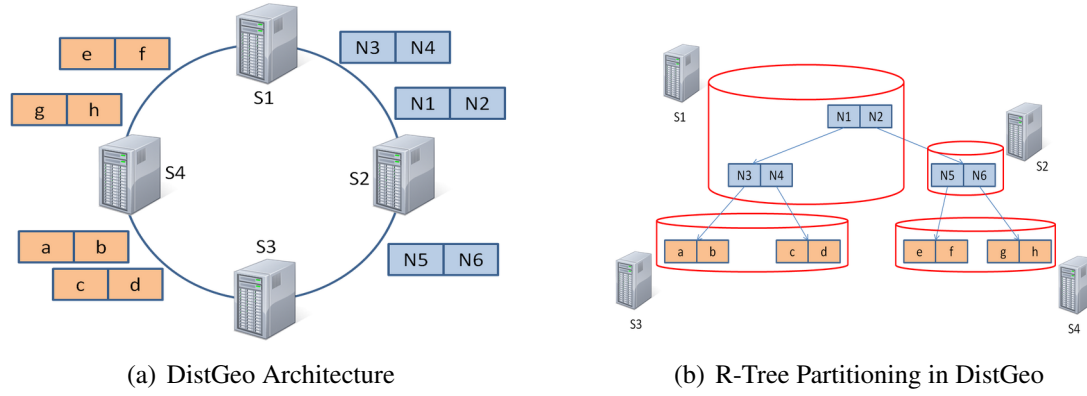 e f
N3 N4
S1
g h
N1 N2
S4
S2
a b
S3
c d
N5 N6
(a) DistGeo Architecture
S1
N1 N2
S2
N3 N4
N5 N6
a b
c d
e f
g h
S3
S4
(b) R-Tree Partitioning in DistGeo